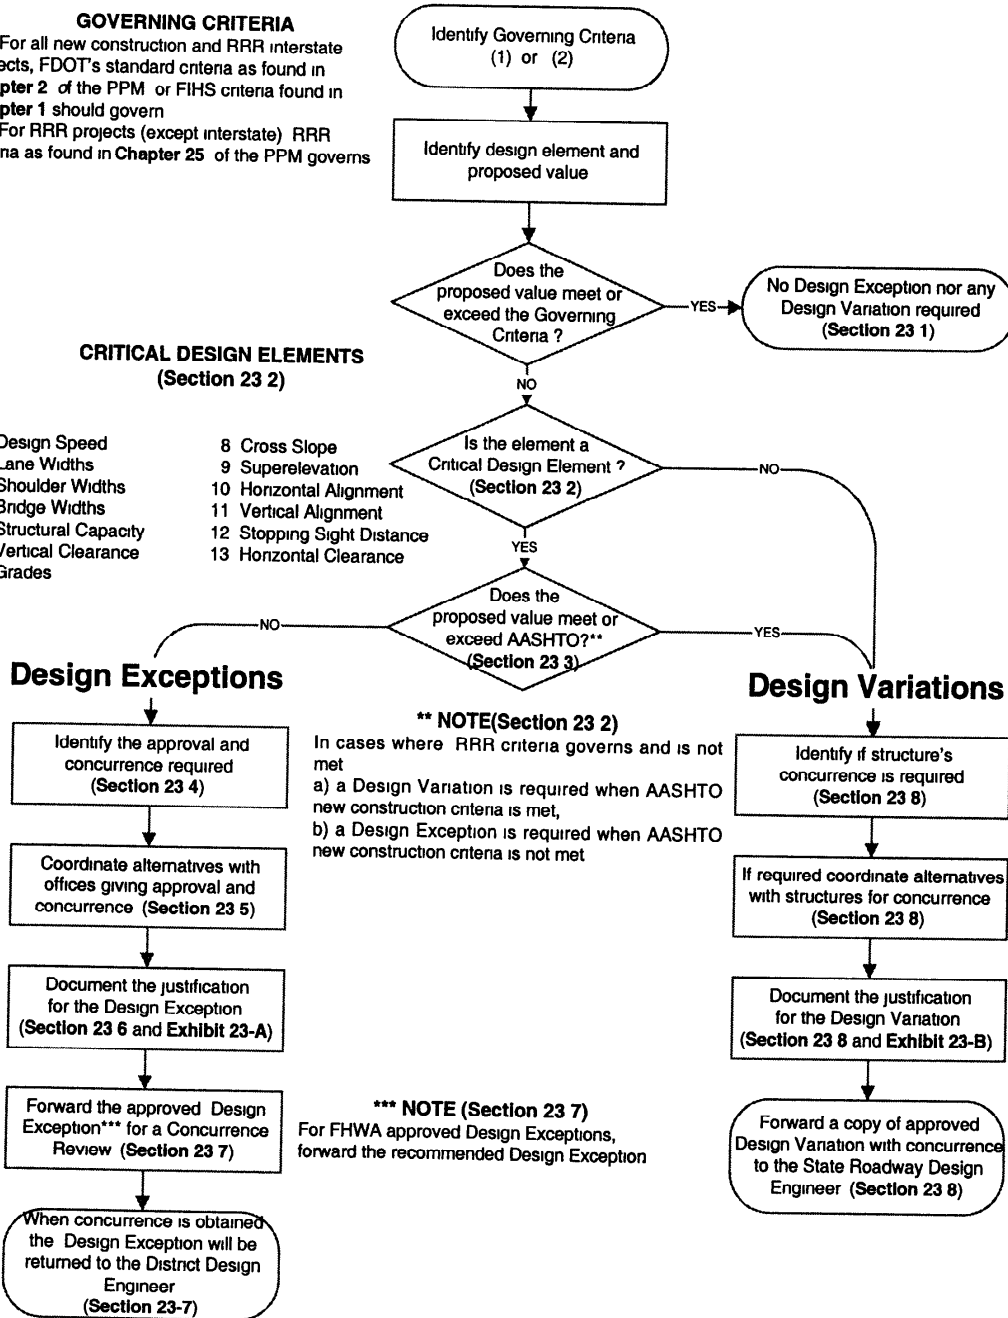 GOVERNING CRITERIA
For all new construction and RRR interstate
ects, FDOT's standard criteria as found in
pter 2 of the PPM or FIHS criteria found in
pter 1 should govern
For RRR projects (except interstate) RRR
na as found in Chapter 25 of the PPM governs
Identify Governing Criteria
(1) or (2)
Identify design element and
proposed value
Does the
proposed value meet or
exceed the Governing
Criteria ?
YES
No Design Exception nor any
Design Variation required
(Section 23 1)
NO
CRITICAL DESIGN ELEMENTS
(Section 23 2)
Design Speed
Lane Widths
Shoulder Widths
Bridge Widths
Structural Capacity
Vertical Clearance
Grades
8 Cross Slope
9 Superelevation
10 Horizontal Alignment
11 Vertical Alignment
12 Stopping Sight Distance
13 Horizontal Clearance
Is the element a
Critical Design Element ?
(Section 23 2)
NO
YES
Does the
proposed value meet or
exceed AASHTO?**
(Section 23 3)
NO
YES
Design Exceptions
Identify the approval and
concurrence required
(Section 23 4)
Coordinate alternatives with
offices giving approval and
concurrence (Section 23 5)
Document the justification
for the Design Exception
(Section 23 6 and Exhibit 23-A)
Forward the approved Design
Exception*** for a Concurrence
Review (Section 23 7)
When concurrence is obtained
the Design Exception will be
returned to the District Design
Engineer
(Section 23-7)
** NOTE(Section 23 2)
In cases where RRR criteria governs and is not
met
a) a Design Variation is required when AASHTO
new construction criteria is met,
b) a Design Exception is required when AASHTO
new construction criteria is not met
*** NOTE (Section 23 7)
For FHWA approved Design Exceptions,
forward the recommended Design Exception
Design Variations
Identify if structure's
concurrence is required
(Section 23 8)
If required coordinate alternatives
with structures for concurrence
(Section 23 8)
Document the justification
for the Design Variation
(Section 23 8 and Exhibit 23-B)
Forward a copy of approved
Design Variation with concurrence
to the State Roadway Design
Engineer (Section 23 8)